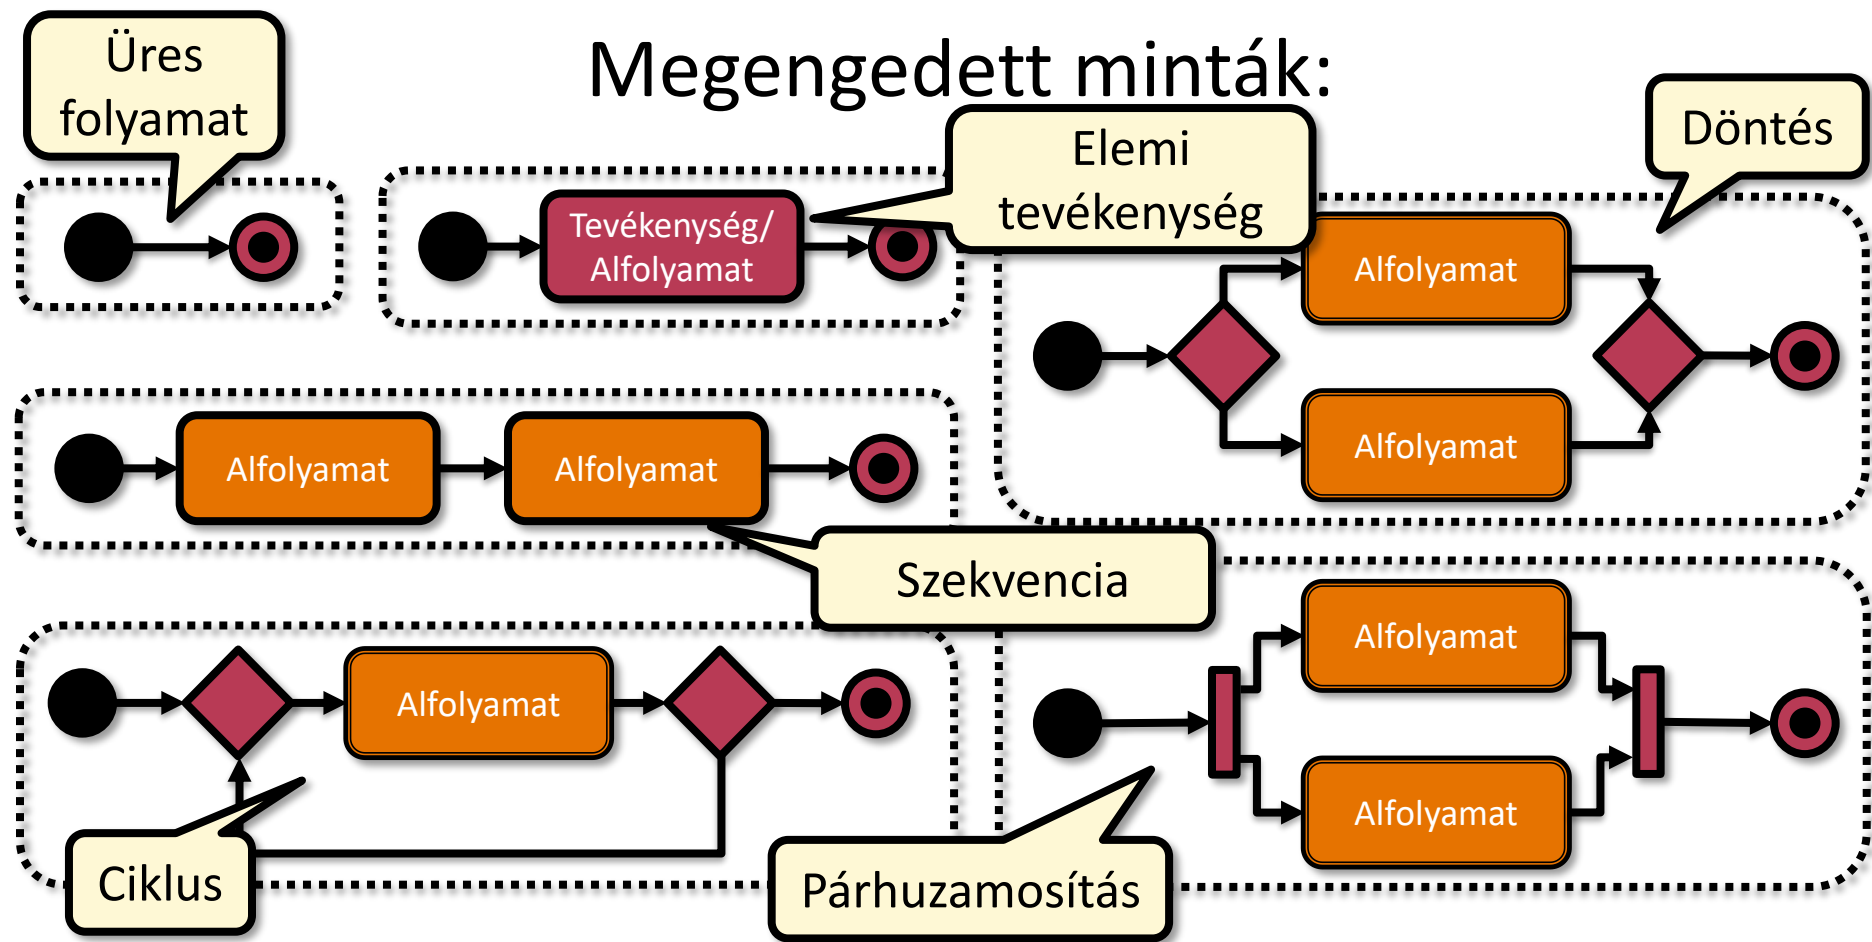 Megengedett minták:
Üres
folyamat
Tevékenység/
Alfolyamat
Elemi
tevékenység
Döntés
Alfolyamat
Alfolyamat
Alfolyamat
Alfolyamat
Szekvencia
Alfolyamat
Ciklus
Alfolyamat
Alfolyamat
Párhuzamosítás